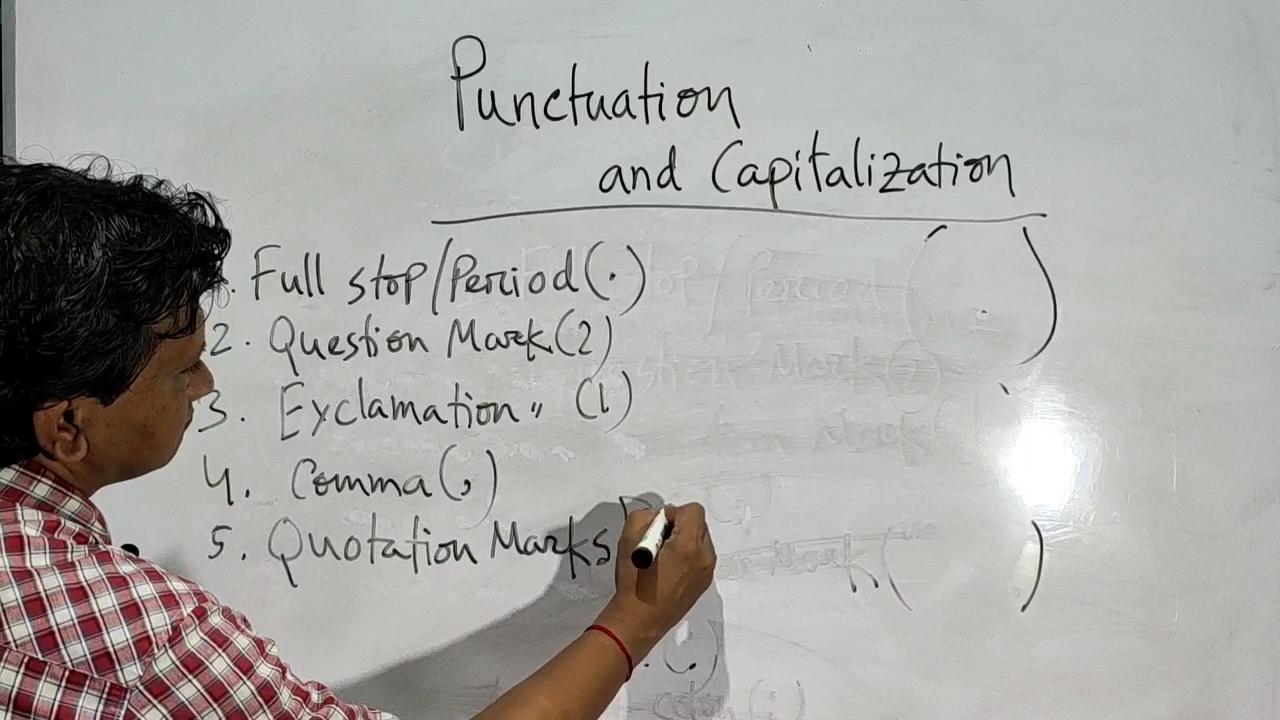 Punctuation
and Capitalization
. Full stop/Period(.)
2. Question Mark(?)
3. Exclamation " (!)
4. Comma(,)
5. Quotation Marks